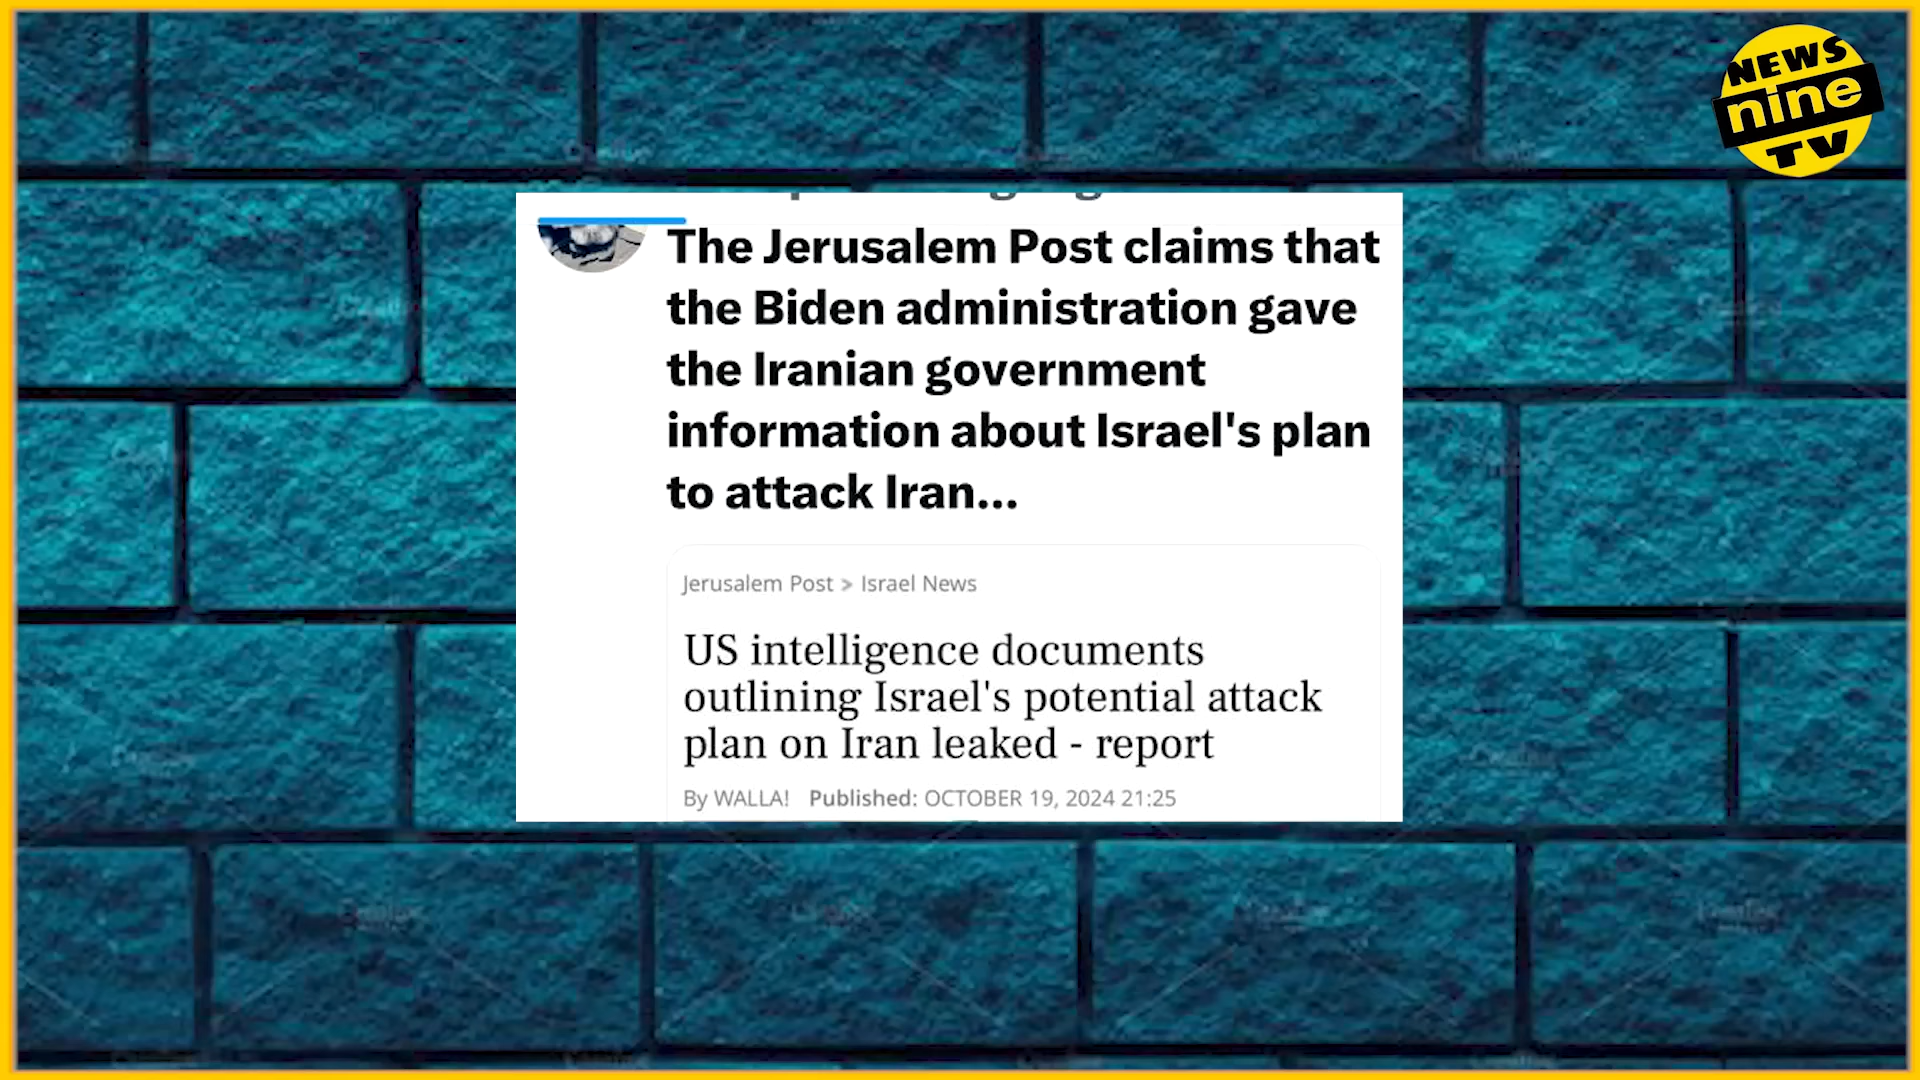 NEWS
nine
TV
The Jerusalem Post claims that
the Biden administration gave
the Iranian government
information about Israel's plan
to attack Iran...
Jerusalem Post > Israel News
US intelligence documents
outlining Israel's potential attack
plan on Iran leaked - report
By WALLA! Published: OCTOBER 19, 2024 21:25